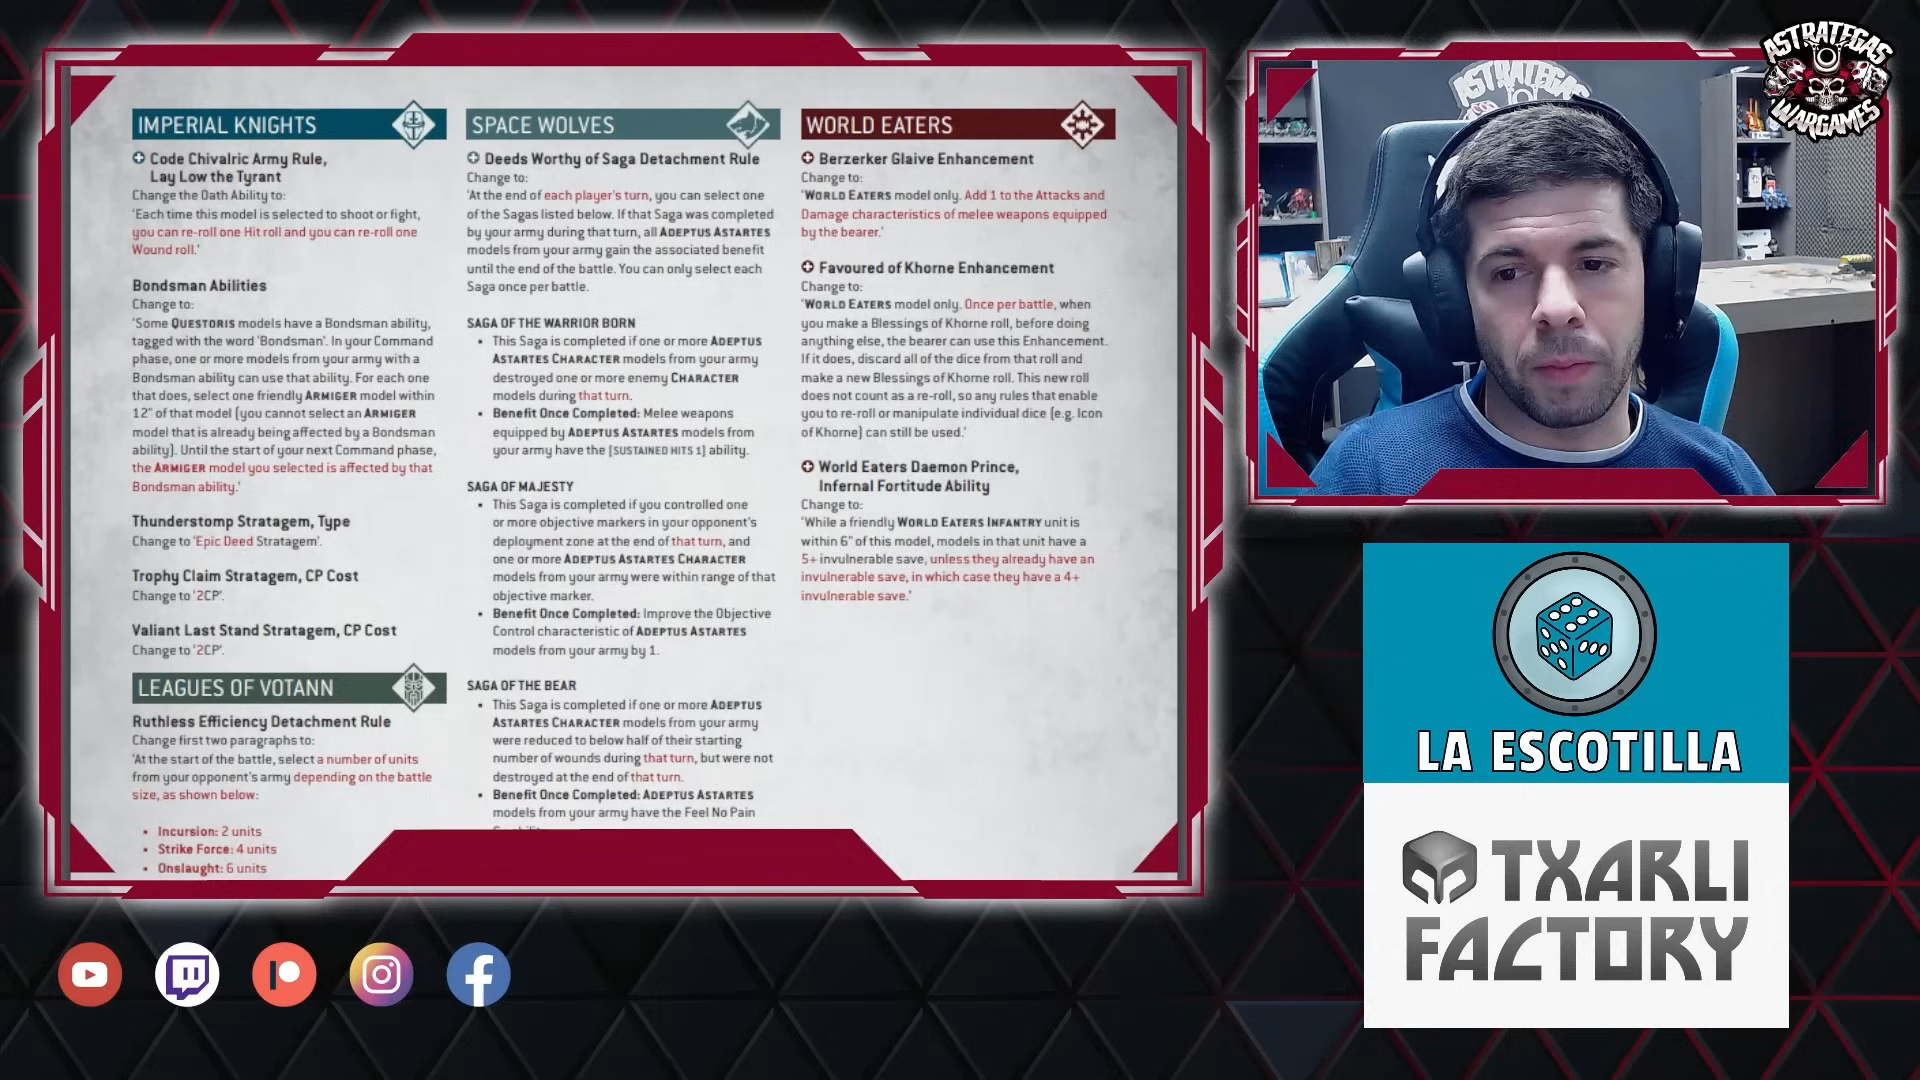 IMPERIAL KNIGHTS
Code Chivalric Army Rule,
Lay Low the Tyrant
Change the Oath Ability to:
'Each time this model is selected to shoot or fight,
you can re-roll one Hit roll and you can re-roll one
Wound roll.'
Bondsman Abilities
Change to:
'Some QUESTORIS models have a Bondsman ability,
tagged with the word 'Bondsman'. In your Command
phase, one or more models from your army with a
Bondsman ability can use that ability. For each one
that does, select one friendly ARMIGER model within
12" of that model (you cannot select an ARMIGER
model that is already being affected by a Bondsman
ability). Until the start of your next Command phase,
the ARMIGER model you selected is affected by that
Bondsman ability.'
Thunderstomp Stratagem, Type
Change to 'Epic Deed Stratagem'.
Trophy Claim Stratagem, CP Cost
Change to '2CP'.
Valiant Last Stand Stratagem, CP Cost
Change to '2CP'.
LEAGUES OF VOTANN
Ruthless Efficiency Detachment Rule
Change first two paragraphs to:
'At the start of the battle, select a number of units
from your opponent's army depending on the battle
size, as shown below:
• Incursion: 2 units
• Strike Force: 4 units
• Onslaught: 6 units
SPACE WOLVES
Deeds Worthy of Saga Detachment Rule
Change to:
'At the end of each player's turn, you can select one
of the Sagas listed below. If that Saga was completed
by your army during that turn, all ADEPTUS ASTARTES
models from your army gain the associated benefit
until the end of the battle. You can only select each
Saga once per battle.
SAGA OF THE WARRIOR BORN
• This Saga is completed if one or more ADEPTUS
ASTARTES CHARACTER models from your army
destroyed one or more enemy CHARACTER
models during that turn.
• Benefit Once Completed: Melee weapons
equipped by ADEPTUS ASTARTES models from
your army have the [SUSTAINED HITS 1] ability.
SAGA OF MAJESTY
• This Saga is completed if you controlled one
or more objective markers in your opponent's
deployment zone at the end of that turn, and
one or more ADEPTUS ASTARTES CHARACTER
models from your army were within range of that
objective marker.
• Benefit Once Completed: Improve the Objective
Control characteristic of ADEPTUS ASTARTES
models from your army by 1.
SAGA OF THE BEAR
• This Saga is completed if one or more ADEPTUS
ASTARTES CHARACTER models from your army
were reduced to below half of their starting
number of wounds during that turn, but were not
destroyed at the end of that turn.
• Benefit Once Completed: ADEPTUS ASTARTES
models from your army have the Feel No Pain
WORLD EATERS
Berzerker Glaive Enhancement
Change to:
'WORLD EATERS model only. Add 1 to the Attacks and
Damage characteristics of melee weapons equipped
by the bearer.'
Favoured of Khorne Enhancement
Change to:
'WORLD EATERS model only. Once per battle, when
you make a Blessings of Khorne roll, before doing
anything else, the bearer can use this Enhancement.
If it does, discard all of the dice from that roll and
make a new Blessings of Khorne roll. This new roll
does not count as a re-roll, so any rules that enable
you to re-roll or manipulate individual dice (e.g. Icon
of Khorne) can still be used.'
World Eaters Daemon Prince,
Infernal Fortitude Ability
Change to:
'While a friendly WORLD EATERS INFANTRY unit is
within 6" of this model, models in that unit have a
5+ invulnerable save, unless they already have an
invulnerable save, in which case they have a 4+
invulnerable save.'
ASTRATEGAS
WARGAMES
LA ESCOTILLA
TXARLI
FACTORY